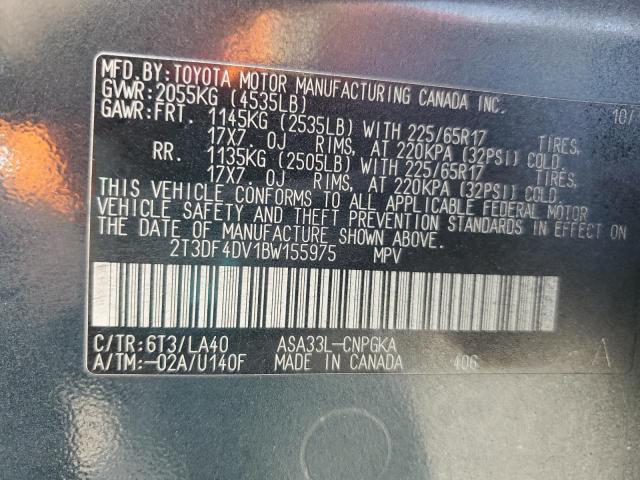 MFD.BY:TOYOTA MOTOR MANUFACTURING CANADA INC. 10/
GVWR:2055KG (4535LB)
GAWR:FRT. 1145KG (2535LB) WITH 225/65R17 TIRES,
17X7 0J RIMS, AT 220KPA (32PSI) COLD.
RR. 1135KG (2505LB) WITH 225/65R17 TIRES,
17X7 0J RIMS, AT 220KPA (32PSI) COLD.
THIS VEHICLE CONFORMS TO ALL APPLICABLE FEDERAL MOTOR
VEHICLE SAFETY AND THEFT PREVENTION STANDARDS IN EFFECT ON
THE DATE OF MANUFACTURE SHOWN ABOVE.
2T3DF4DV1BW155975 MPV
C/TR:6T3/LA40 ASA33L-CNPGKA
A/TM:-02A/U140F MADE IN CANADA 406 A